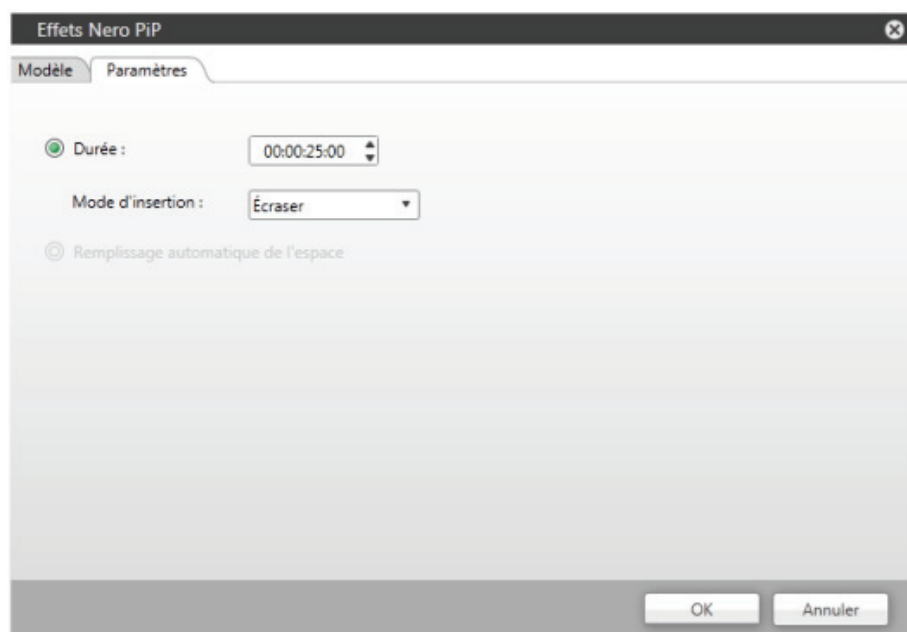 Effets Nero PiP
Modèle Paramètres
Durée : 00:00:25:00
Mode d'insertion : Écraser
Remplissage automatique de l'espace
OK Annuler